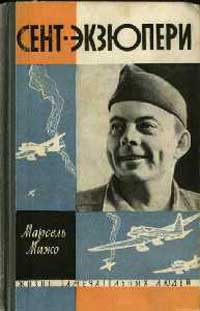 СЕНТ-ЭКЗЮПЕРИ
Марсель
Мижо
ЖИЗНЬ ЗАМЕЧАТЕЛЬНЫХ ЛЮДЕЙ